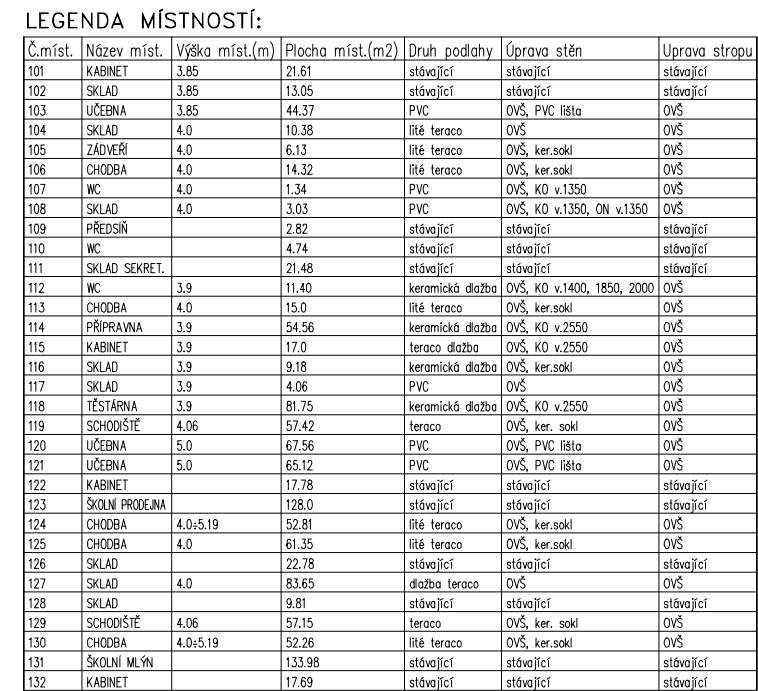 LEGENDA MÍSTNOSTÍ:
Č.míst. Název míst. Výška míst.(m) Plocha míst.(m2) Druh podlahy Úprava stěn Uprava stropu
101 KABINET 3.85 21.61 stávající stávající stávající
102 SKLAD 3.85 13.05 stávající stávající stávající
103 UČEBNA 3.85 44.37 PVC OVŠ, PVC lišta OVŠ
104 SKLAD 4.0 10.38 lité teraco OVŠ OVŠ
105 ZÁDVEŘÍ 4.0 6.13 lité teraco OVŠ, ker.sokl OVŠ
106 CHODBA 4.0 14.32 lité teraco OVŠ, ker.sokl OVŠ
107 WC 4.0 1.34 PVC OVŠ, KO v.1350 OVŠ
108 SKLAD 4.0 3.03 PVC OVŠ, KO v.1350, ON v.1350 OVŠ
109 PŘEDSÍŇ 2.82 stávající stávající stávající
110 WC 4.74 stávající stávající stávající
111 SKLAD SEKRET. 21.48 stávající stávající stávající
112 WC 3.9 11.40 keramická dlažba OVŠ, KO v.1400, 1850, 2000 OVŠ
113 CHODBA 4.0 15.0 lité teraco OVŠ, ker.sokl OVŠ
114 PŘÍPRAVNA 3.9 54.56 keramická dlažba OVŠ, KO v.2550 OVŠ
115 KABINET 3.9 17.0 teraco dlažba OVŠ, KO v.2550 OVŠ
116 SKLAD 3.9 9.18 keramická dlažba OVŠ, ker.sokl OVŠ
117 SKLAD 3.9 4.06 PVC OVŠ OVŠ
118 TĚSTÁRNA 3.9 81.75 keramická dlažba OVŠ, KO v.2550 OVŠ
119 SCHODIŠTĚ 4.06 57.42 teraco OVŠ, ker. sokl OVŠ
120 UČEBNA 5.0 67.56 PVC OVŠ, PVC lišta OVŠ
121 UČEBNA 5.0 65.12 PVC OVŠ, PVC lišta OVŠ
122 KABINET 17.78 stávající stávající stávající
123 ŠKOLNÍ PRODEJNA 128.0 stávající stávající stávající
124 CHODBA 4.0÷5.19 52.81 lité teraco OVŠ, ker.sokl OVŠ
125 CHODBA 4.0 61.35 lité teraco OVŠ, ker.sokl OVŠ
126 SKLAD 22.78 stávající stávající stávající
127 SKLAD 4.0 83.65 dlažba teraco OVŠ OVŠ
128 SKLAD 9.81 stávající stávající stávající
129 SCHODIŠTĚ 4.06 57.15 teraco OVŠ, ker. sokl OVŠ
130 CHODBA 4.0÷5.19 52.26 lité teraco OVŠ, ker.sokl OVŠ
131 ŠKOLNÍ MLÝN 133.98 stávající stávající stávající
132 KABINET 17.69 stávající stávající stávající